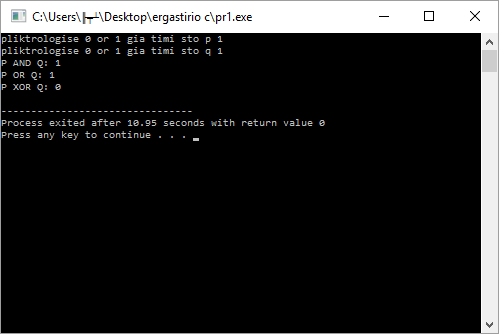 C:\Users\╠┼┴\Desktop\ergastirio c\pr1.exe
pliktrologise 0 or 1 gia timi sto p 1
pliktrologise 0 or 1 gia timi sto q 1
P AND Q: 1
P OR Q: 1
P XOR Q: 0
--------------------------------
Process exited after 10.95 seconds with return value 0
Press any key to continue . . .